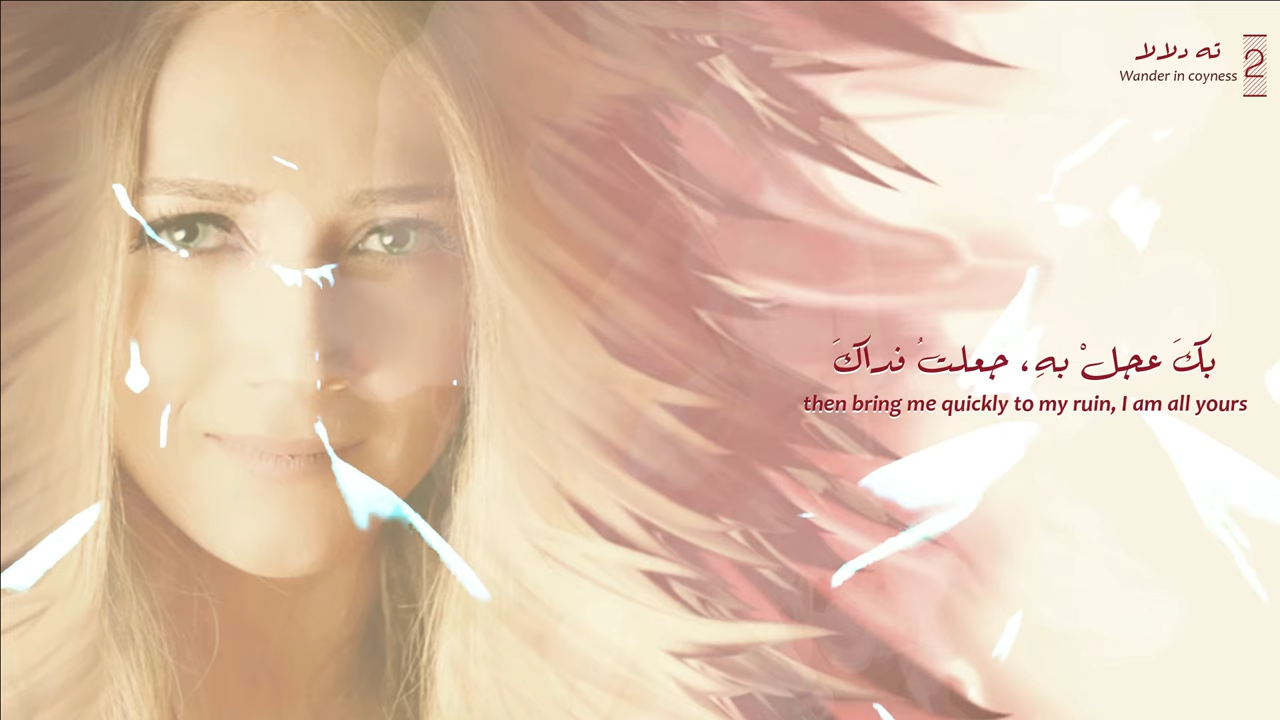 ته دلالا
Wander in coyness
2
بكَ عجلْ بهِ، جعلتُ فداكَ
then bring me quickly to my ruin, I am all yours